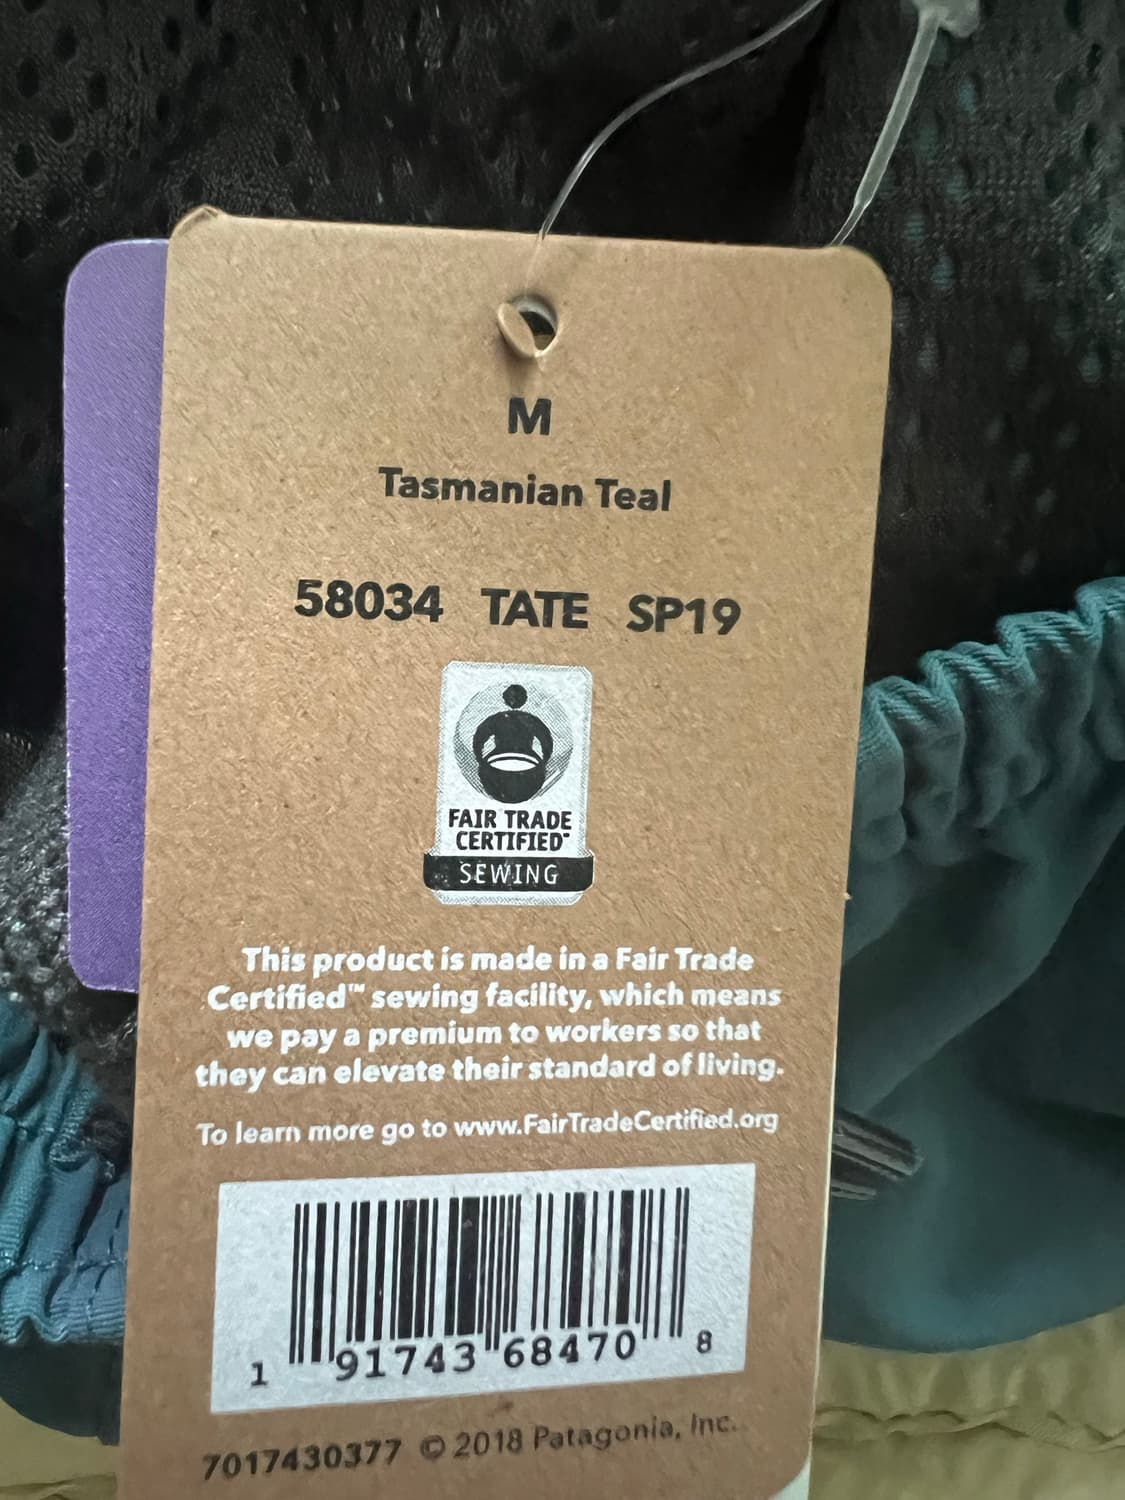 M
Tasmanian Teal
58034 TATE SP19
FAIR TRADE
CERTIFIED™
SEWING
This product is made in a Fair Trade
Certified™ sewing facility, which means
we pay a premium to workers so that
they can elevate their standard of living.
To learn more go to www.FairTradeCertified.org
1 91743 68470 8
7017430377 © 2018 Patagonia, Inc.